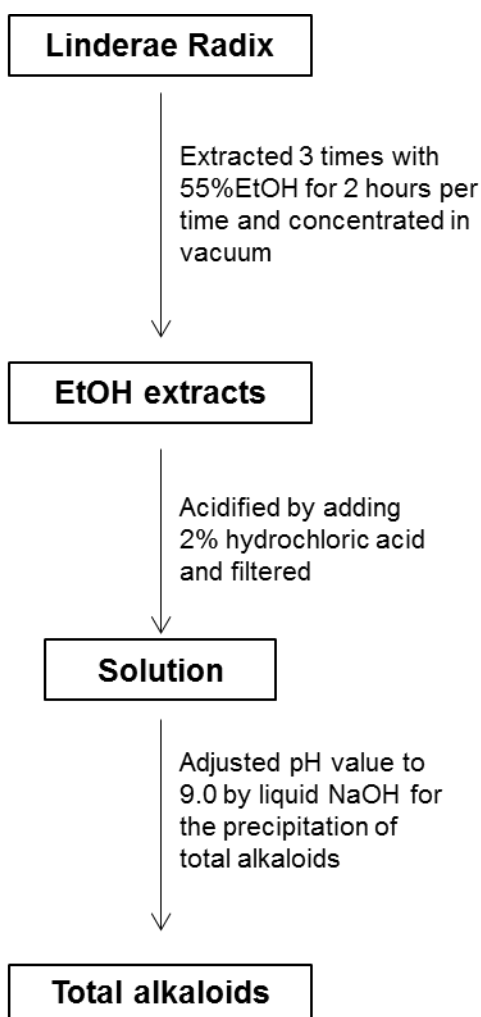 Linderae Radix
Extracted 3 times with
55%EtOH for 2 hours per
time and concentrated in
vacuum
EtOH extracts
Acidified by adding
2% hydrochloric acid
and filtered
Solution
Adjusted pH value to
9.0 by liquid NaOH for
the precipitation of
total alkaloids
Total alkaloids